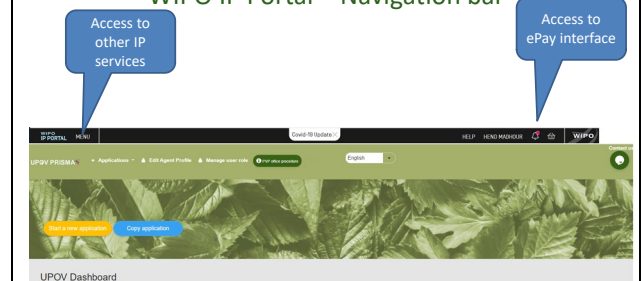 WIPO IP Portal – Navigation bar
Access to
other IP
services
Access to
ePay interface
WIPO
IP PORTAL MENU
Covid-19 Update
HELP HEND MADHOUR
WIPO
Contact us
UPOV PRISMA
Applications
Edit Agent Profile
Manage user role
PVP office procedure
English
Start a new application
Copy application
UPOV Dashboard